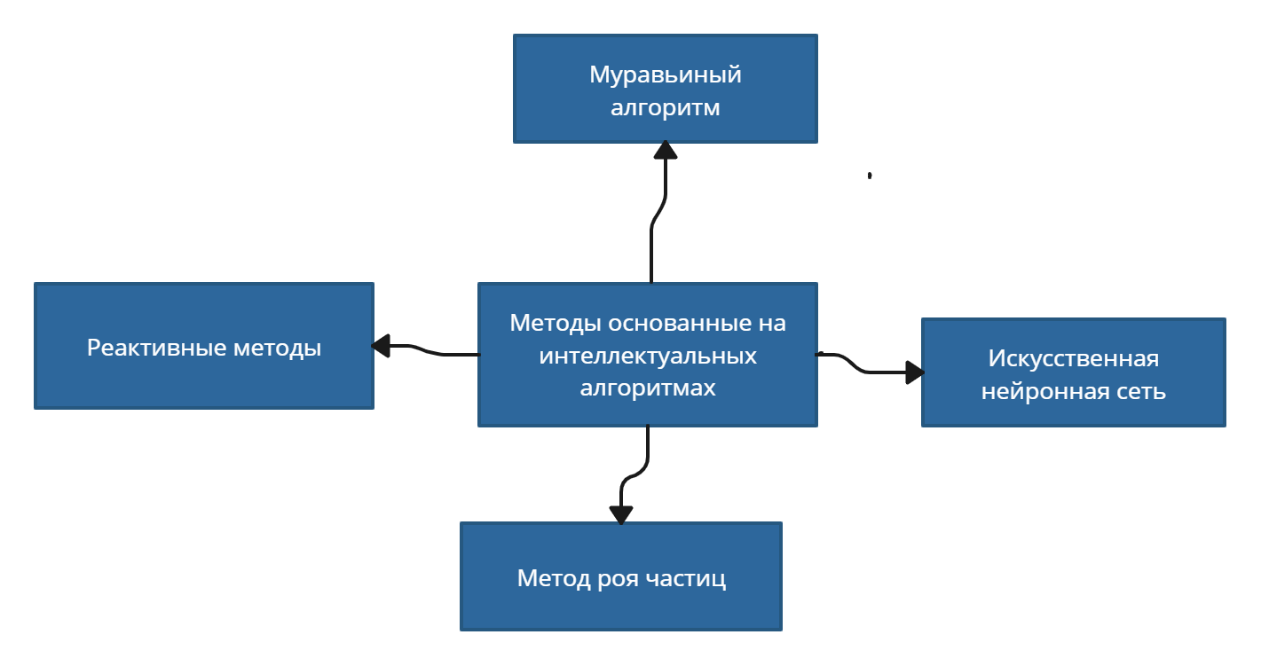 Муравьиный
алгоритм
Реактивные методы
Методы основанные на
интеллектуальных
алгоритмах
Искусственная
нейронная сеть
Метод роя частиц